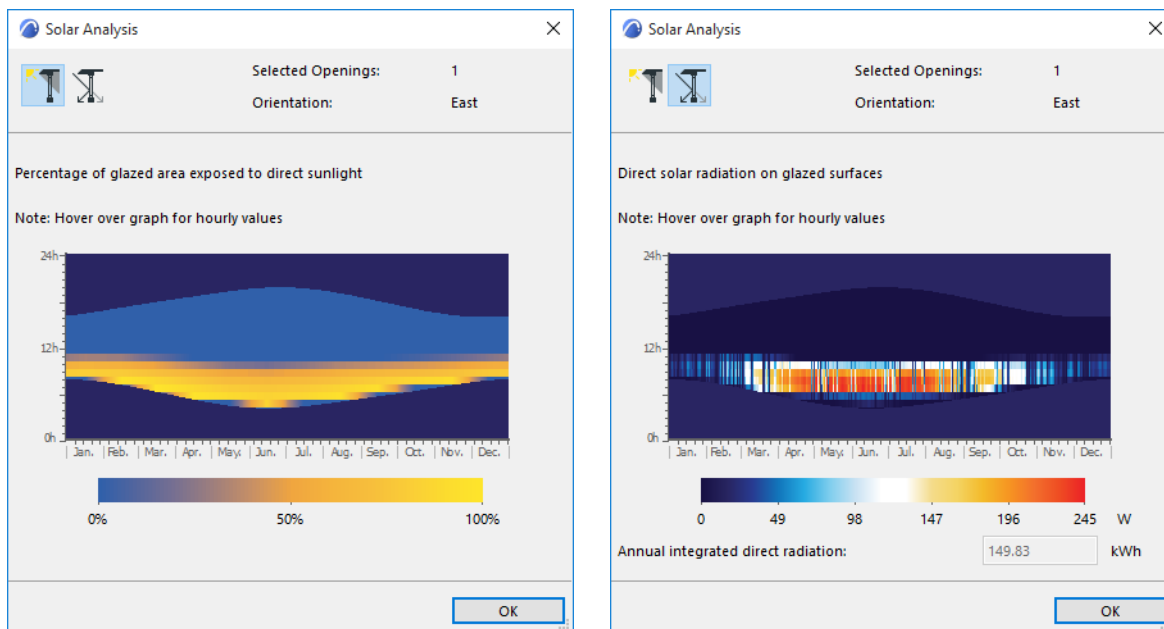 Solar Analysis
Selected Openings: 1
Orientation: East
Percentage of glazed area exposed to direct sunlight
Note: Hover over graph for hourly values
24h
12h
0h
Jan. Feb. Mar. Apr. May. Jun. Jul. Aug. Sep. Oct. Nov. Dec.
0% 50% 100%
OK
Solar Analysis
Selected Openings: 1
Orientation: East
Direct solar radiation on glazed surfaces
Note: Hover over graph for hourly values
24h
12h
0h
Jan. Feb. Mar. Apr. May. Jun. Jul. Aug. Sep. Oct. Nov. Dec.
0 49 98 147 196 245 W
Annual integrated direct radiation: 149.83 kWh
OK